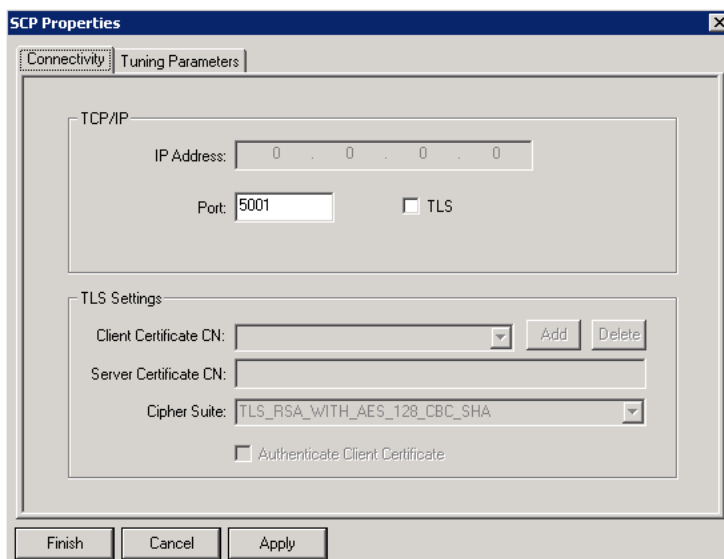 SCP Properties
Connectivity Tuning Parameters
TCP/IP
IP Address: 0 . 0 . 0 . 0
Port: 5001 TLS
TLS Settings
Client Certificate CN: Add Delete
Server Certificate CN:
Cipher Suite: TLS_RSA_WITH_AES_128_CBC_SHA
Authenticate Client Certificate
Finish Cancel Apply